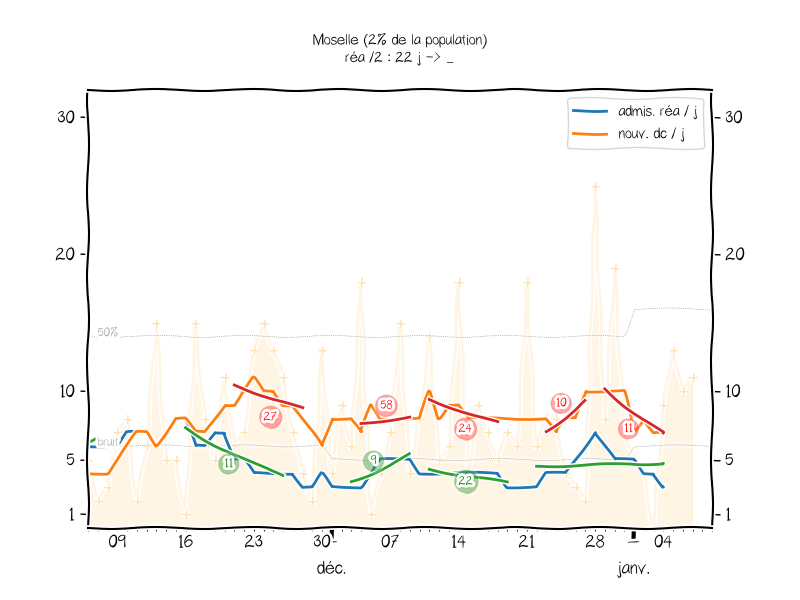 Moselle (2% de la population)
réa /2 : 22 j -> _
admis. réa / j
nouv. dc / j
30 30
20 20
50%
10 10
58 10
27 24 11
bruit
11 9 22
5 5
1 1
09 16 23 30 07 14 21 28 04
déc. janv.